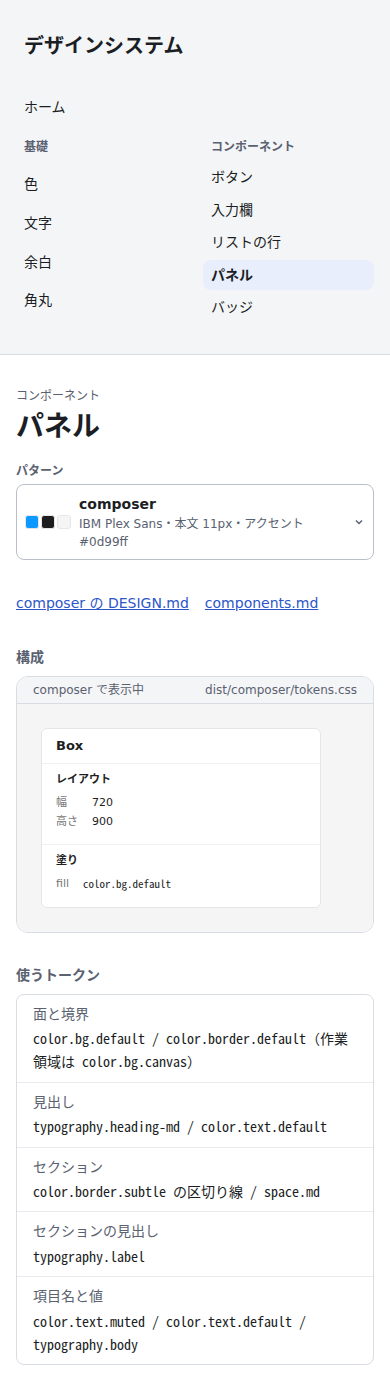 デザインシステム
ホーム
基礎
色
文字
余白
角丸
コンポーネント
ボタン
入力欄
リストの行
パネル
バッジ
コンポーネント
パネル
パターン
composer
IBM Plex Sans・本文 11px・アクセント
#0d99ff
composer の DESIGN.md
components.md
構成
composer で表示中
dist/composer/tokens.css
Box
レイアウト
幅 720
高さ 900
塗り
fill color.bg.default
使うトークン
面と境界
color.bg.default / color.border.default（作業
領域は color.bg.canvas）
見出し
typography.heading-md / color.text.default
セクション
color.border.subtle の区切り線 / space.md
セクションの見出し
typography.label
項目名と値
color.text.muted / color.text.default /
typography.body